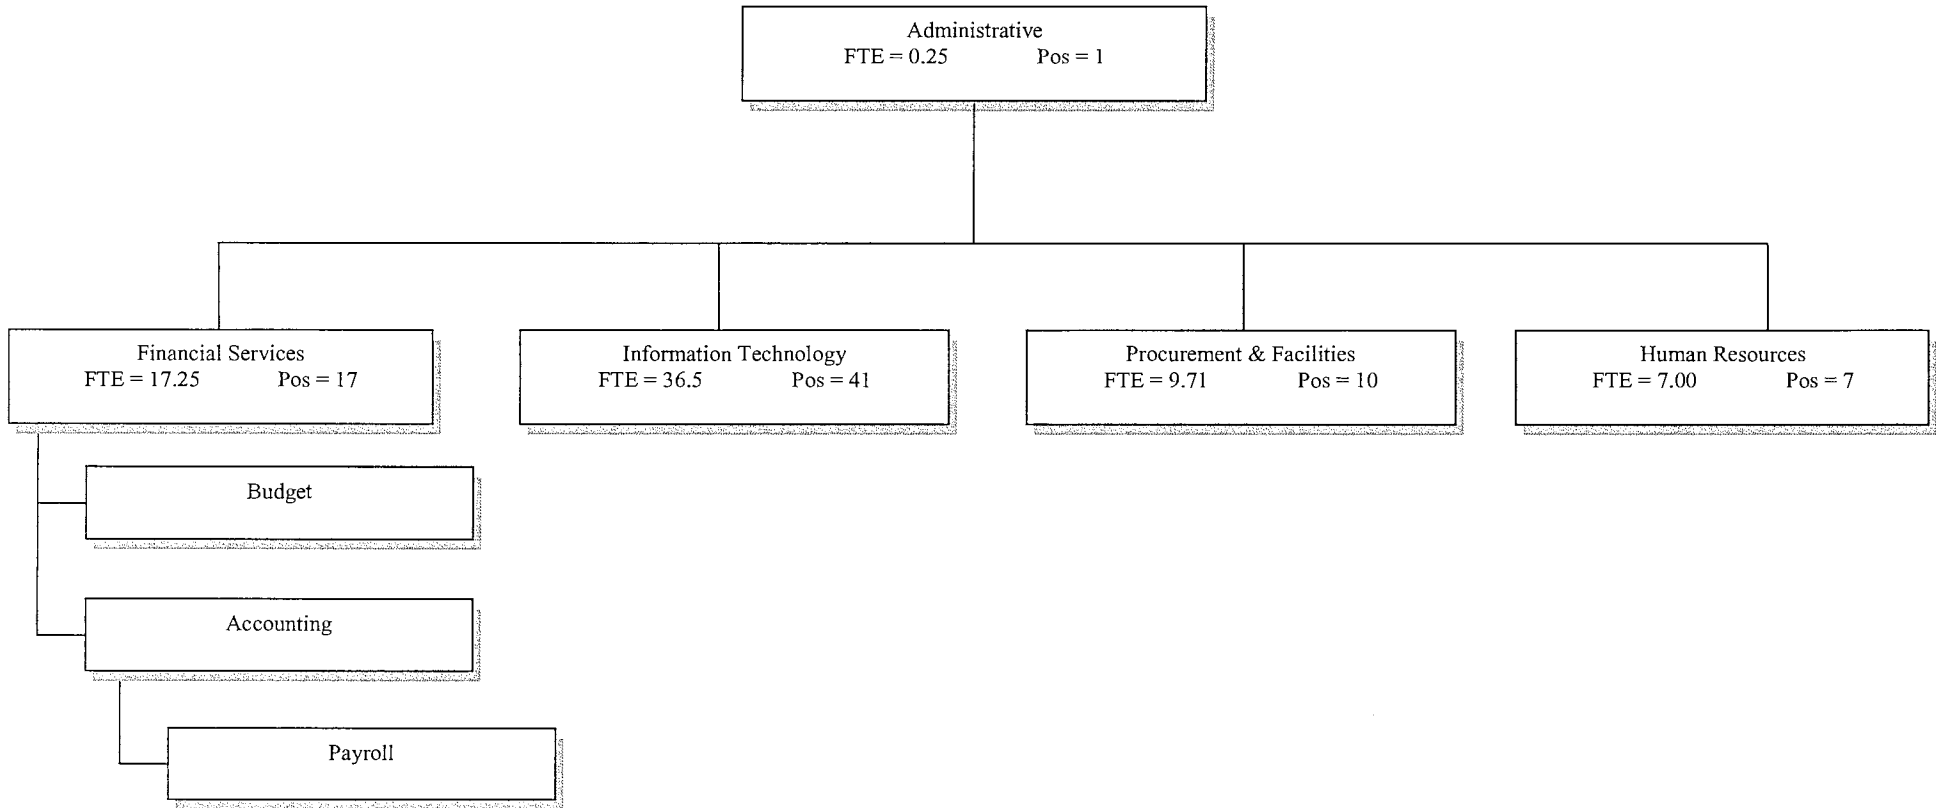 Administrative
FTE = 0.25 Pos = 1
Financial Services
FTE = 17.25 Pos = 17
Information Technology
FTE = 36.5 Pos = 41
Procurement & Facilities
FTE = 9.71 Pos = 10
Human Resources
FTE = 7.00 Pos = 7
Budget
Accounting
Payroll